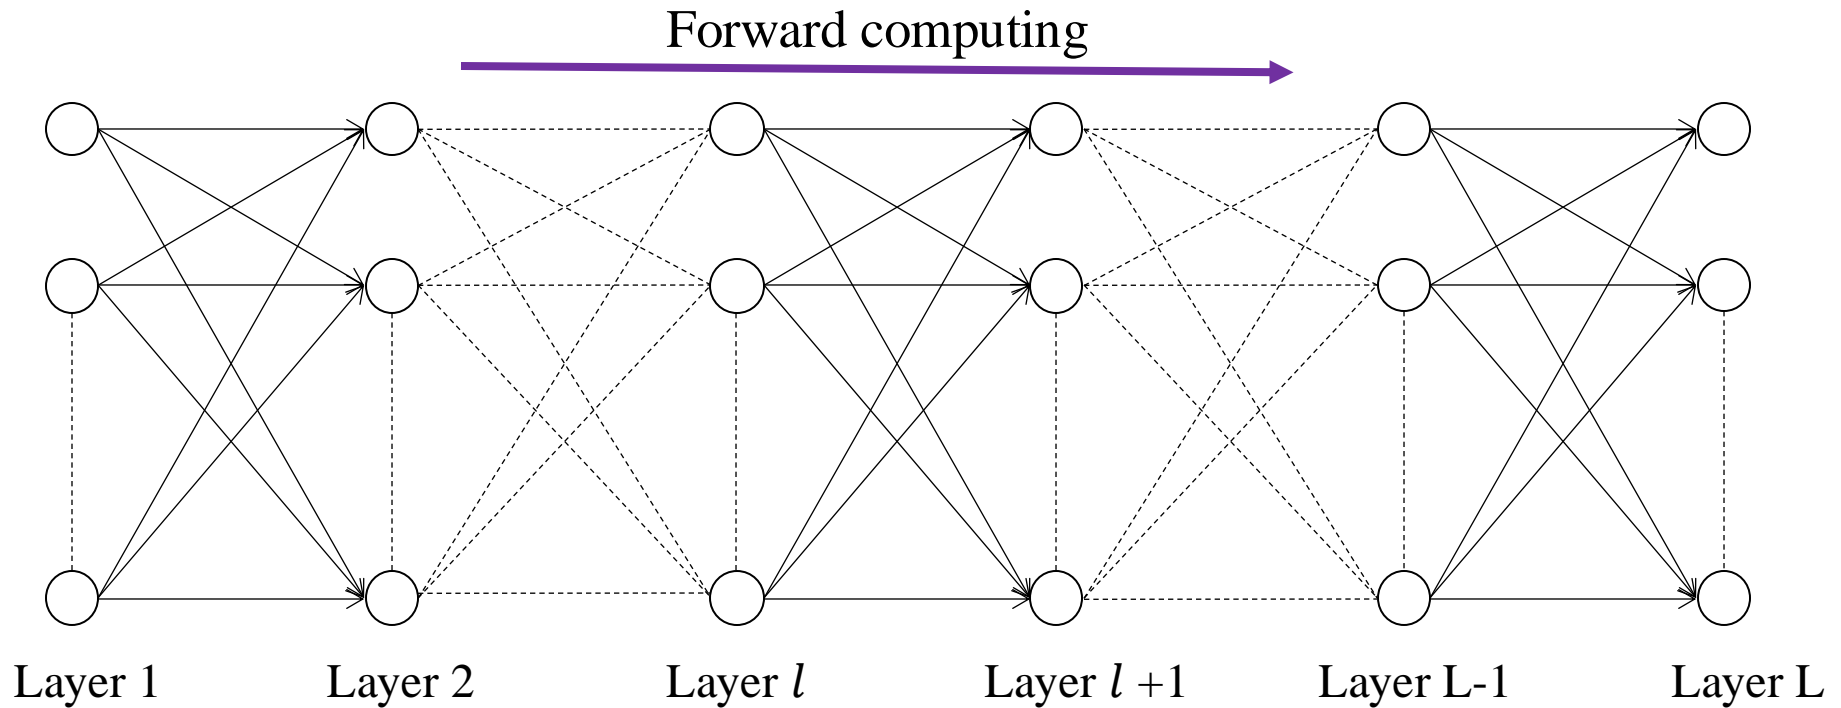 Forward computing
Layer 1
Layer 2
Layer l
Layer l +1
Layer L-1
Layer L